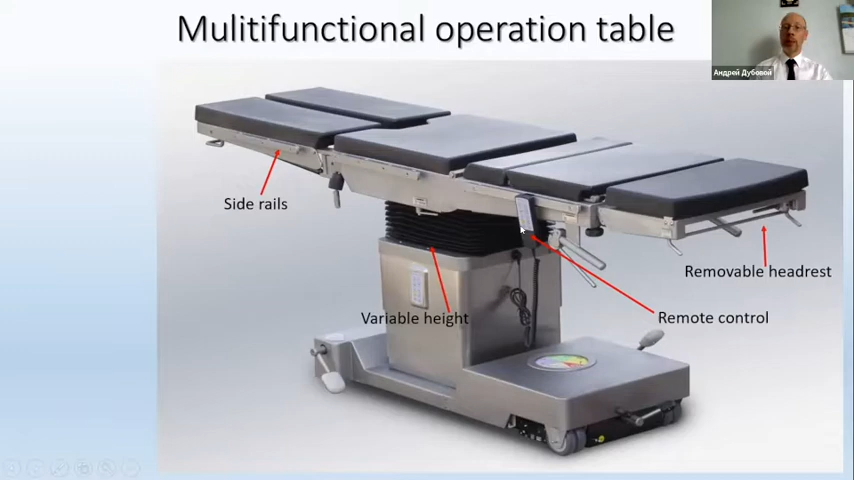 Mulitifunctional operation table
Андрей Дубовой
Side rails
Removable headrest
Variable height
Remote control